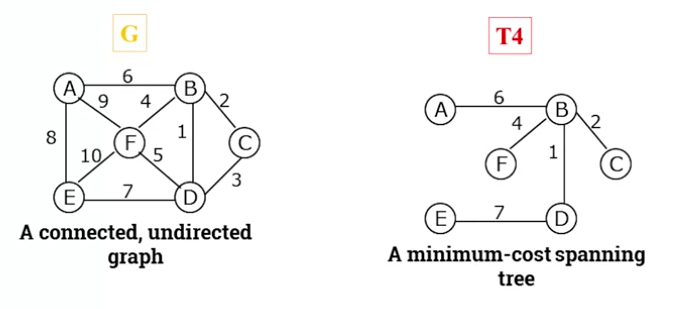 G
A 6 B
9 4 2
8 F 1 C
10 5
3
E 7 D
A connected, undirected
graph
T4
A 6 B
4 2
F 1 C
E 7 D
A minimum-cost spanning
tree